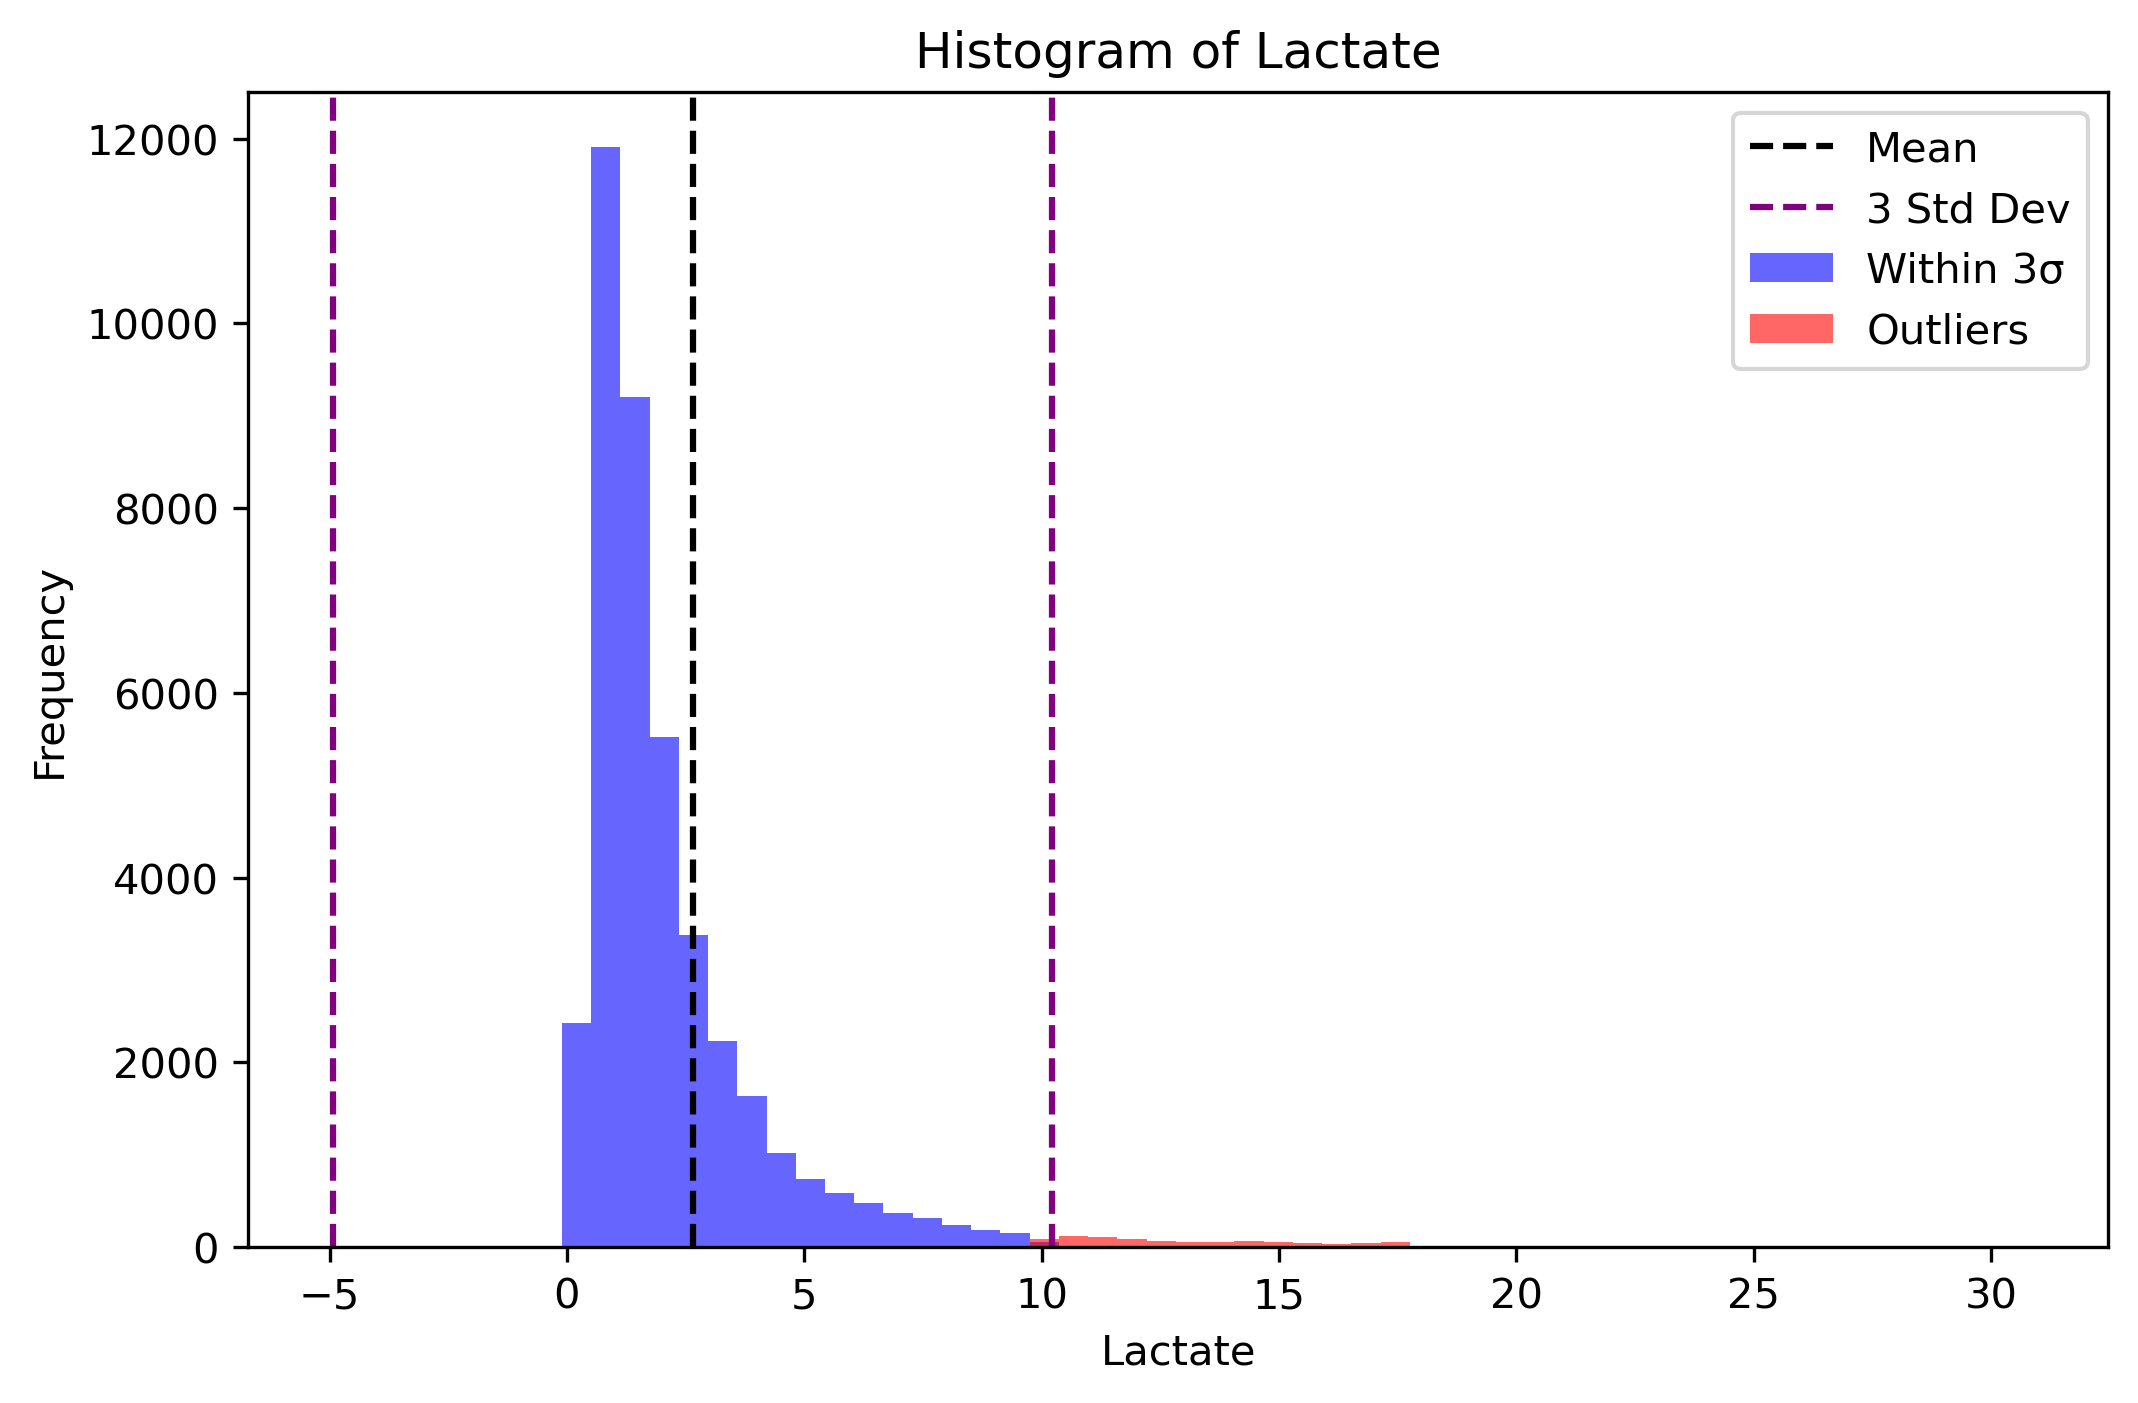 Histogram of Lactate
Mean
3 Std Dev
Within 3σ
Outliers
12000
10000
8000
6000
4000
2000
0
Frequency
−5
0
5
10
15
20
25
30
Lactate